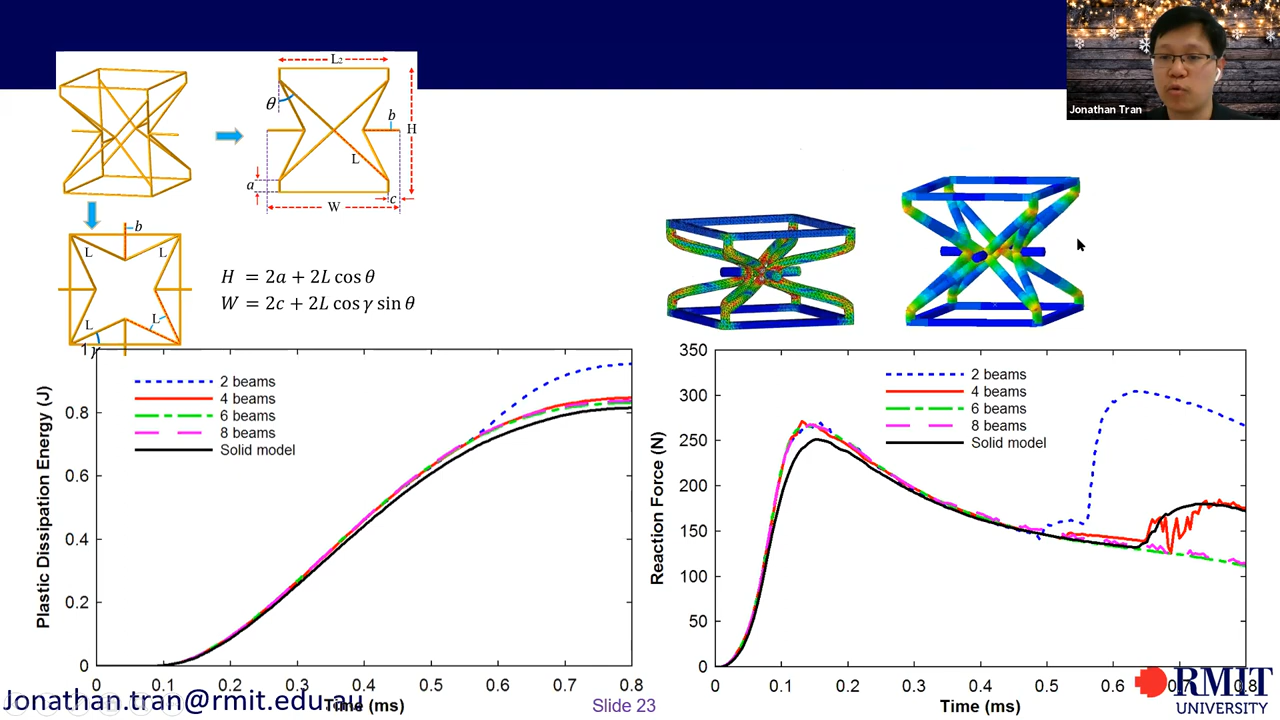 Jonathan Tran
L2
θ
b
H
L
a
c
W
b
L
L
L
L
γ
H = 2a + 2L cos θ
W = 2c + 2L cos γ sin θ
Plastic Dissipation Energy (J)
2 beams
4 beams
6 beams
8 beams
Solid model
1
0.8
0.6
0.4
0.2
0
0
0.1
0.2
0.3
0.4
0.5
0.6
0.7
0.8
Time (ms)
Reaction Force (N)
2 beams
4 beams
6 beams
8 beams
Solid model
350
300
250
200
150
100
50
0
0
0.1
0.2
0.3
0.4
0.5
0.6
0.7
0.8
Time (ms)
Jonathan.tran@rmit.edu.au
Slide 23
RMIT
UNIVERSITY